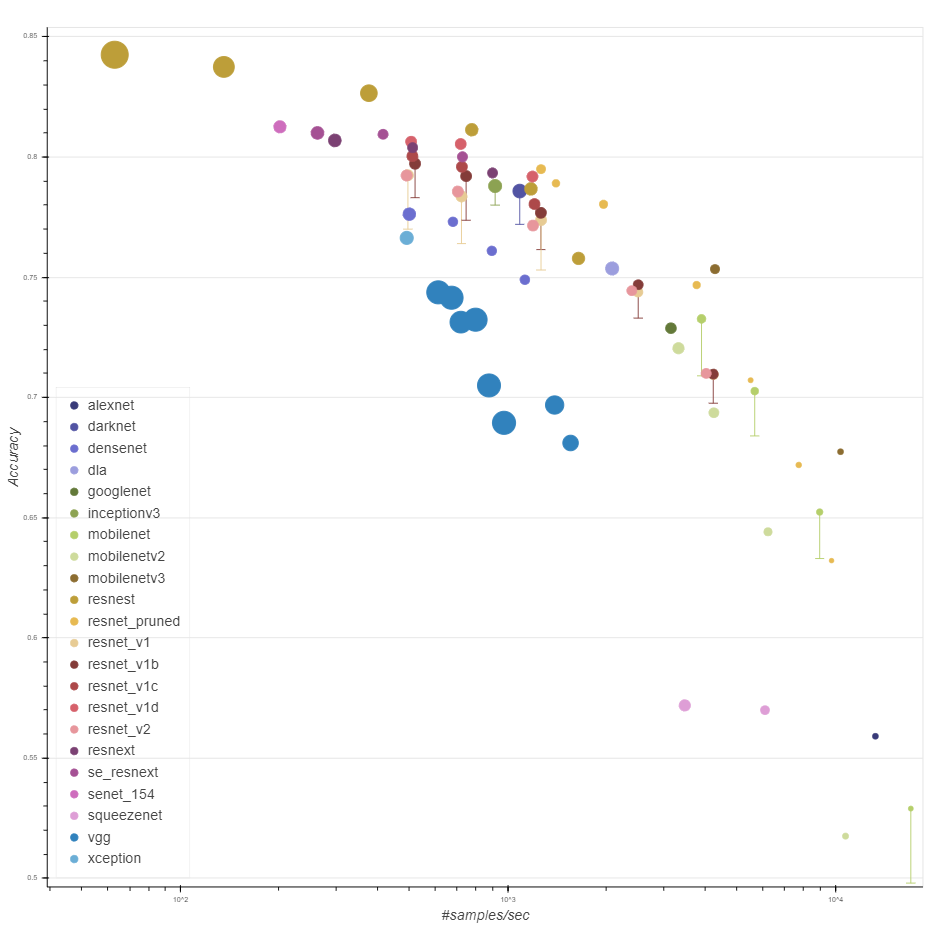 0.85
0.8
0.75
0.7
0.65
0.6
0.55
0.5
Accuracy
alexnet
darknet
densenet
dla
googlenet
inceptionv3
mobilenet
mobilenetv2
mobilenetv3
resnest
resnet_pruned
resnet_v1
resnet_v1b
resnet_v1c
resnet_v1d
resnet_v2
resnext
se_resnext
senet_154
squeezenet
vgg
xception
10^2 10^3 10^4
#samples/sec